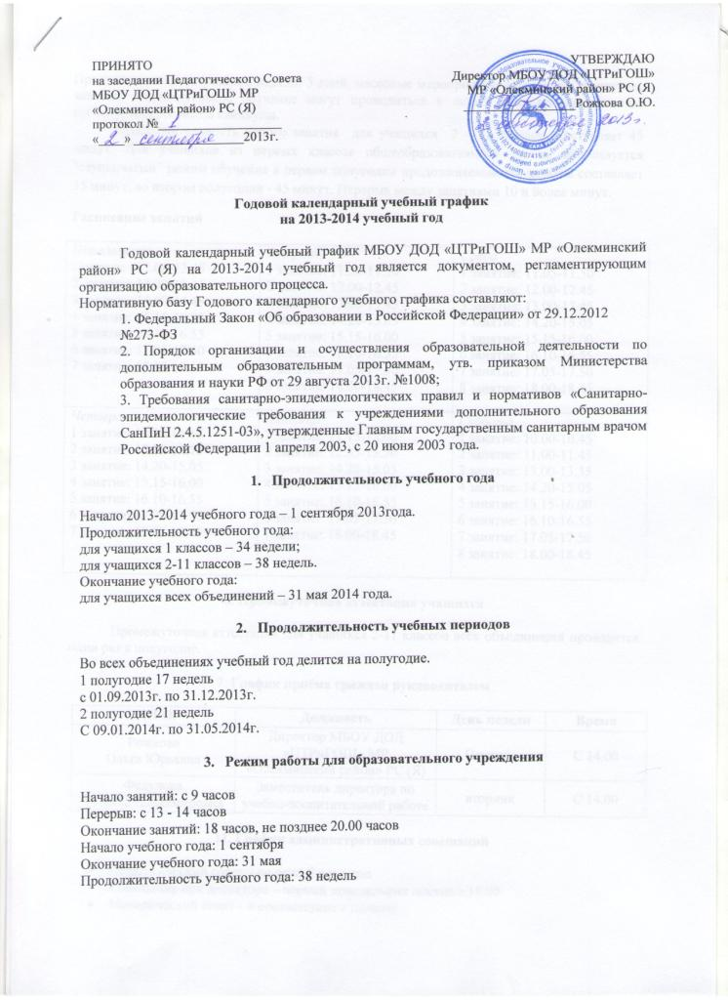 ПРИНЯТО
на заседании Педагогического Совета
МБОУ ДОД «ЦТРиГОШ» МР
«Олекминский район» РС (Я)
протокол № 1
« 2 » сентября 2013г.
УТВЕРЖДАЮ
Директор МБОУ ДОД «ЦТРиГОШ»
МР «Олекминский район» РС (Я)
Рожкова О.Ю.
2013г.
Годовой календарный учебный график
на 2013-2014 учебный год
Годовой календарный учебный график МБОУ ДОД «ЦТРиГОШ» МР «Олекминский
район» РС (Я) на 2013-2014 учебный год является документом, регламентирующим
организацию образовательного процесса.
Нормативную базу Годового календарного учебного графика составляют:
1. Федеральный Закон «Об образовании в Российской Федерации» от 29.12.2012
№273-ФЗ
2. Порядок организации и осуществления образовательной деятельности по
дополнительным образовательным программам, утв. приказом Министерства
образования и науки РФ от 29 августа 2013г. №1008;
3. Требования санитарно-эпидемиологических правил и нормативов «Санитарно-
эпидемиологические требования к учреждениями дополнительного образования
СанПиН 2.4.5.1251-03», утвержденные Главным государственным санитарным врачом
Российской Федерации 1 апреля 2003, с 20 июня 2003 года.
1. Продолжительность учебного года
Начало 2013-2014 учебного года – 1 сентября 2013года.
Продолжительность учебного года:
для учащихся 1 классов – 34 недели;
для учащихся 2-11 классов – 38 недель.
Окончание учебного года:
для учащихся всех объединений – 31 мая 2014 года.
2. Продолжительность учебных периодов
Во всех объединениях учебный год делится на полугодие.
1 полугодие 17 недель
с 01.09.2013г. по 31.12.2013г.
2 полугодие 21 недель
С 09.01.2014г. по 31.05.2014г.
3. Режим работы для образовательного учреждения
Начало занятий: с 9 часов
Перерыв: с 13 - 14 часов
Окончание занятий: 18 часов, не позднее 20.00 часов
Начало учебного года: 1 сентября
Окончание учебного года: 31 мая
Продолжительность учебного года: 38 недель